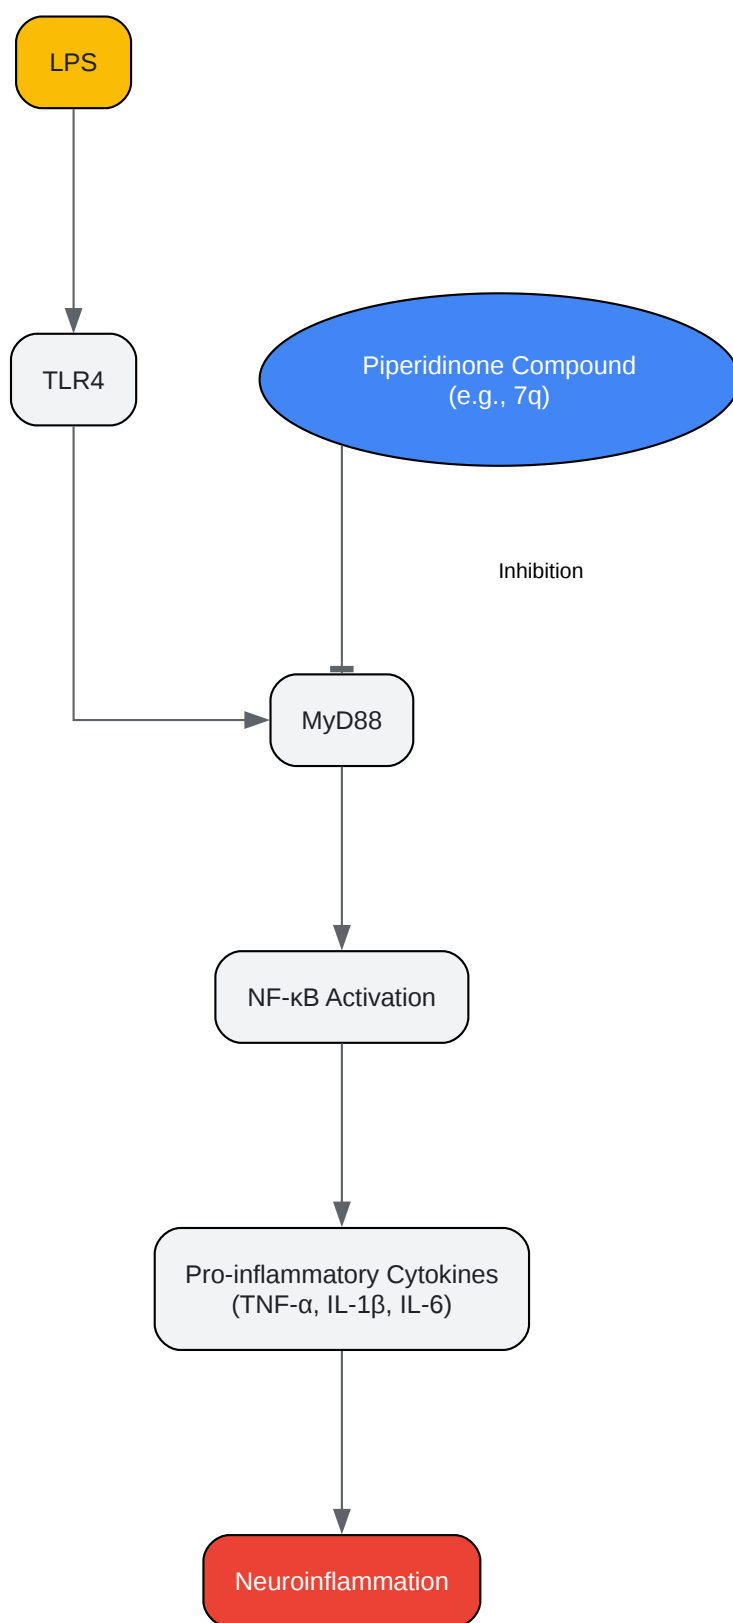 LPS
TLR4
Piperidinone Compound
(e.g., 7q)
Inhibition
MyD88
NF-κB Activation
Pro-inflammatory Cytokines
(TNF-α, IL-1β, IL-6)
Neuroinflammation